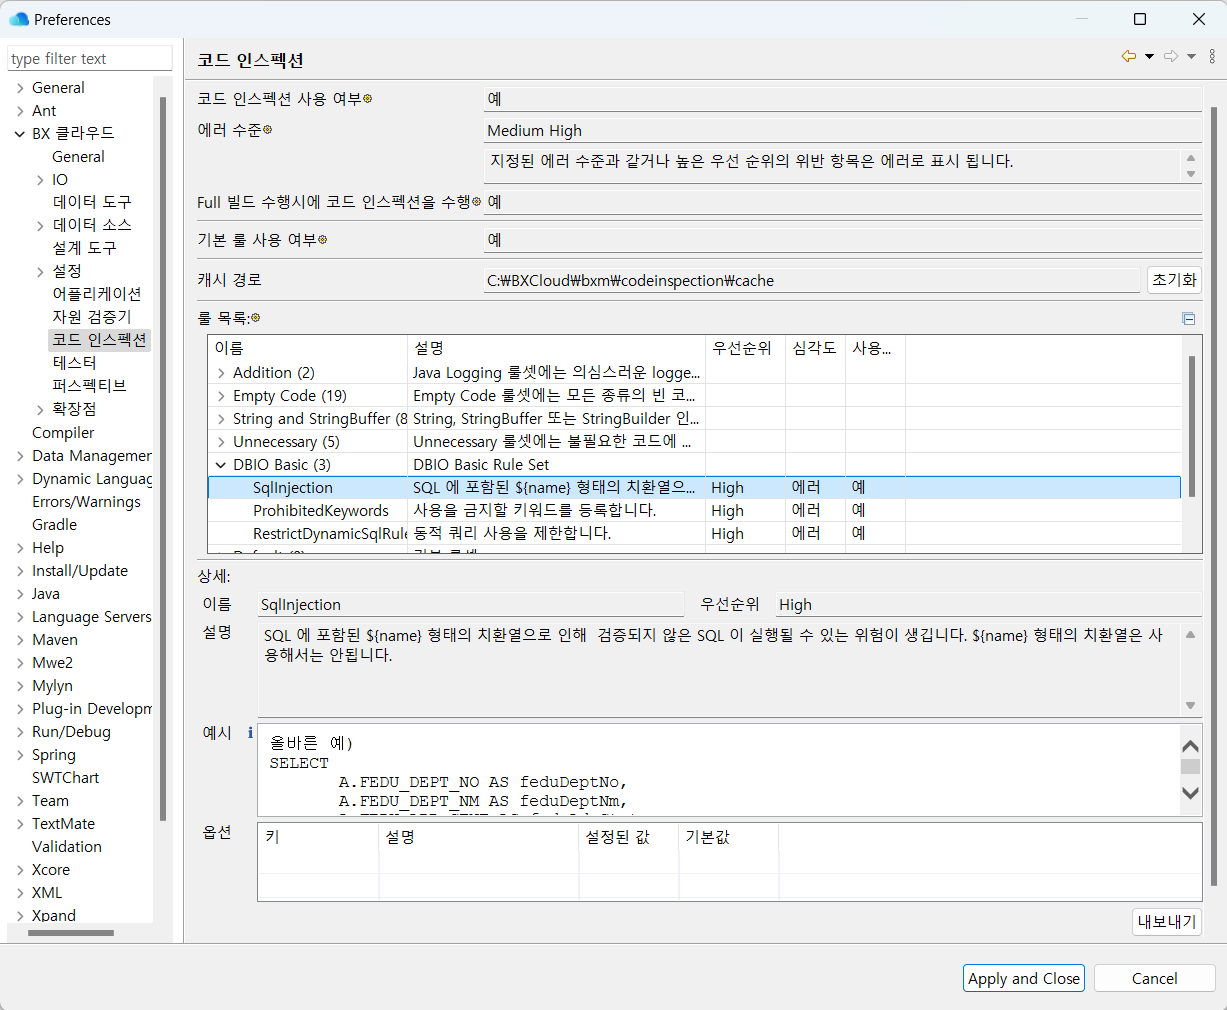 Preferences
type filter text
General
Ant
BX 클라우드
General
IO
데이터 도구
데이터 소스
설계 도구
설정
어플리케이션
자원 검증기
코드 인스펙션
테스터
퍼스펙티브
확장점
Compiler
Data Managemen
Dynamic Languag
Errors/Warnings
Gradle
Help
Install/Update
Java
Language Servers
Maven
Mwe2
Mylyn
Plug-in Developm
Run/Debug
Spring
SWTChart
Team
TextMate
Validation
Xcore
XML
Xpand
코드 인스펙션
코드 인스펙션 사용 여부 예
에러 수준 Medium High
지정된 에러 수준과 같거나 높은 우선 순위의 위반 항목은 에러로 표시 됩니다.
Full 빌드 수행시에 코드 인스펙션을 수행 예
기본 룰 사용 여부 예
캐시 경로 C:₩BXCloud₩bxm₩codeinspection₩cache 초기화
룰 목록:
이름 설명 우선순위 심각도 사용...
Addition (2) Java Logging 룰셋에는 의심스러운 logge...
Empty Code (19) Empty Code 룰셋에는 모든 종류의 빈 코...
String and StringBuffer (8 String, StringBuffer 또는 StringBuilder 인...
Unnecessary (5) Unnecessary 룰셋에는 불필요한 코드에 ...
DBIO Basic (3) DBIO Basic Rule Set
SqlInjection SQL 에 포함된 ${name} 형태의 치환열으... High 에러 예
ProhibitedKeywords 사용을 금지할 키워드를 등록합니다. High 에러 예
RestrictDynamicSqlRule 동적 쿼리 사용을 제한합니다. High 에러 예
상세:
이름 SqlInjection 우선순위 High
설명 SQL 에 포함된 ${name} 형태의 치환열으로 인해 검증되지 않은 SQL 이 실행될 수 있는 위험이 생깁니다. ${name} 형태의 치환열은 사
용해서는 안됩니다.
예시 올바른 예)
SELECT
A.FEDU_DEPT_NO AS feduDeptNo,
A.FEDU_DEPT_NM AS feduDeptNm,
옵션 키 설명 설정된 값 기본값
내보내기
Apply and Close Cancel